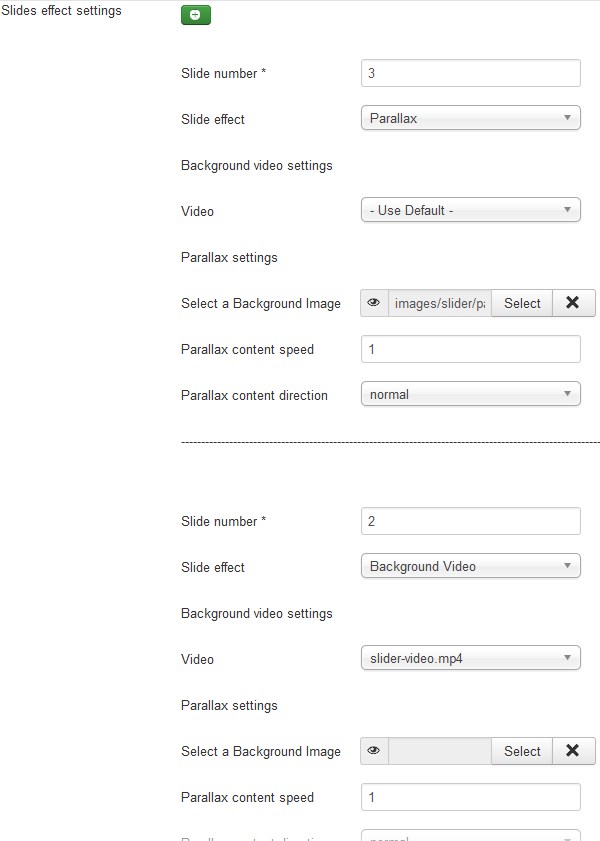 Slides effect settings
Slide number * 3
Slide effect Parallax
Background video settings
Video - Use Default -
Parallax settings
Select a Background Image images/slider/pa Select
Parallax content speed 1
Parallax content direction normal
Slide number * 2
Slide effect Background Video
Background video settings
Video slider-video.mp4
Parallax settings
Select a Background Image Select
Parallax content speed 1